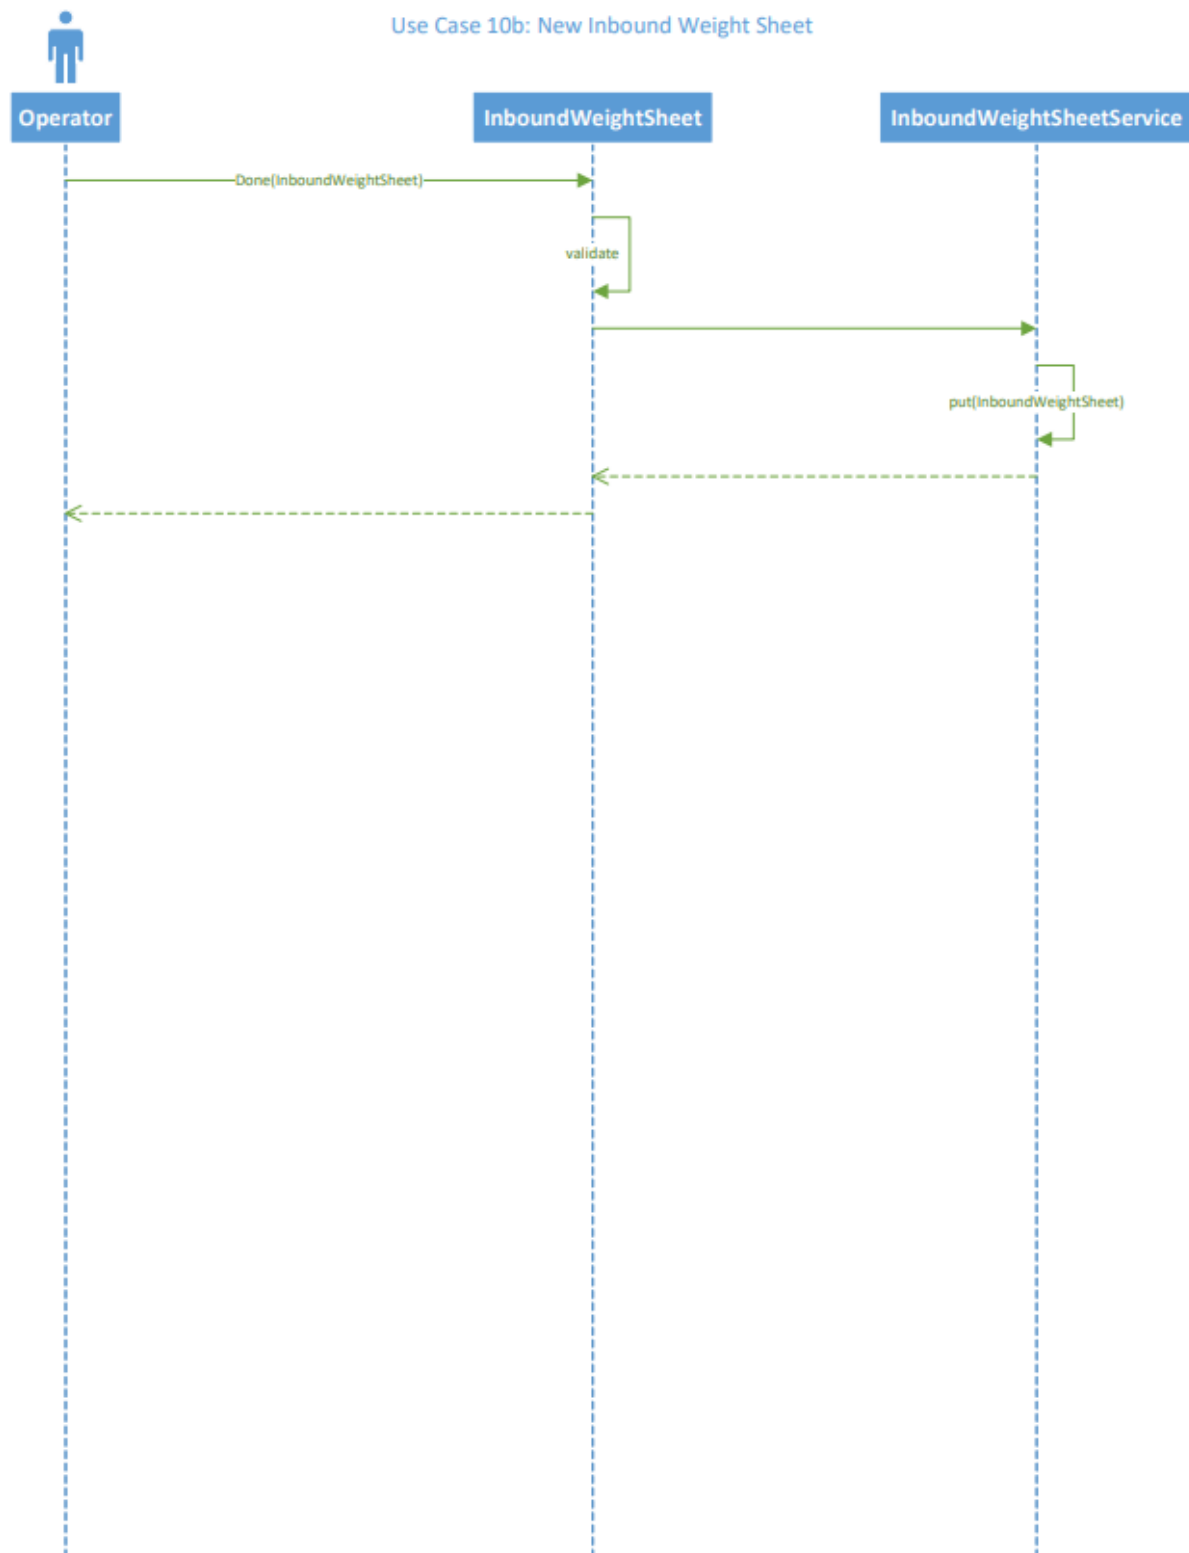 Use Case 10b: New Inbound Weight Sheet
Operator
InboundWeightSheet
InboundWeightSheetService
Done(InboundWeightSheet)
validate
put(InboundWeightSheet)